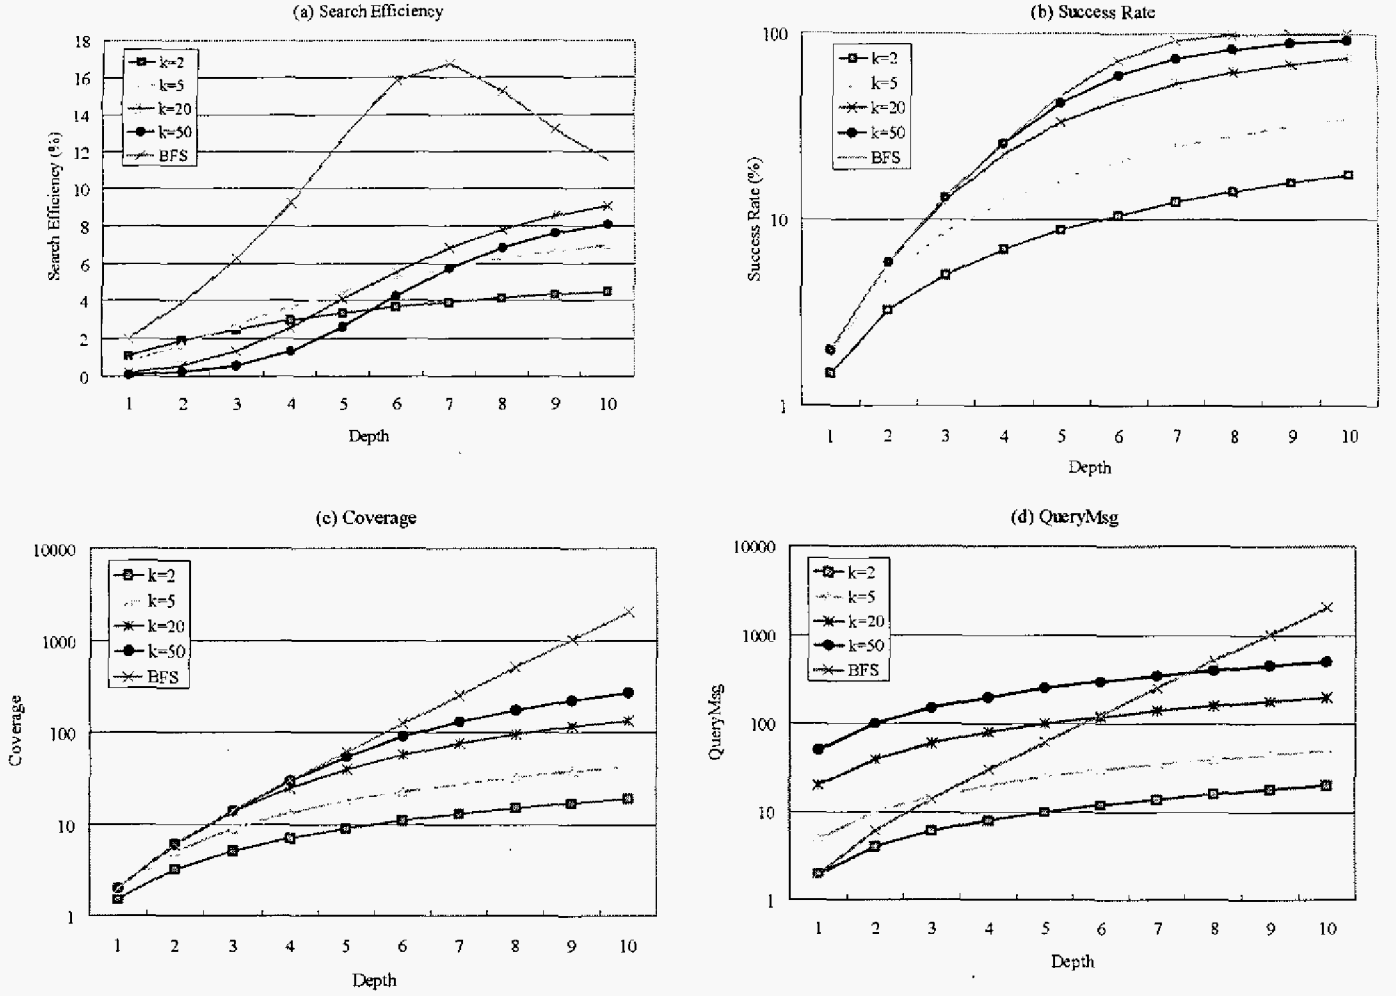 (a) Search Efficiency
18
16
14
12
10
8
6
4
2
0
Search Efficiency (%)
k=2
k=5
k=20
k=50
BFS
1 2 3 4 5 6 7 8 9 10
Depth
(b) Success Rate
100
10
1
Success Rate (%)
k=2
k=5
k=20
k=50
BFS
1 2 3 4 5 6 7 8 9 10
Depth
(c) Coverage
10000
1000
100
10
1
Coverage
k=2
k=5
k=20
k=50
BFS
1 2 3 4 5 6 7 8 9 10
Depth
(d) QueryMsg
10000
1000
100
10
1
QueryMsg
k=2
k=5
k=20
k=50
BFS
1 2 3 4 5 6 7 8 9 10
Depth